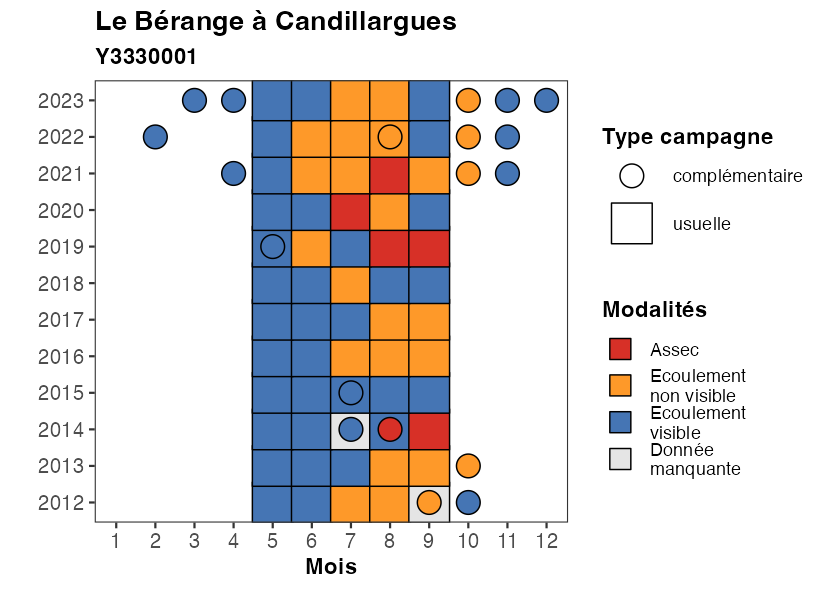 Le Bérange à Candillargues
Y3330001
2023
2022
2021
2020
2019
2018
2017
2016
2015
2014
2013
2012
1 2 3 4 5 6 7 8 9 10 11 12
Mois
Type campagne
complémentaire
usuelle
Modalités
Assec
Ecoulement
non visible
Ecoulement
visible
Donnée
manquante